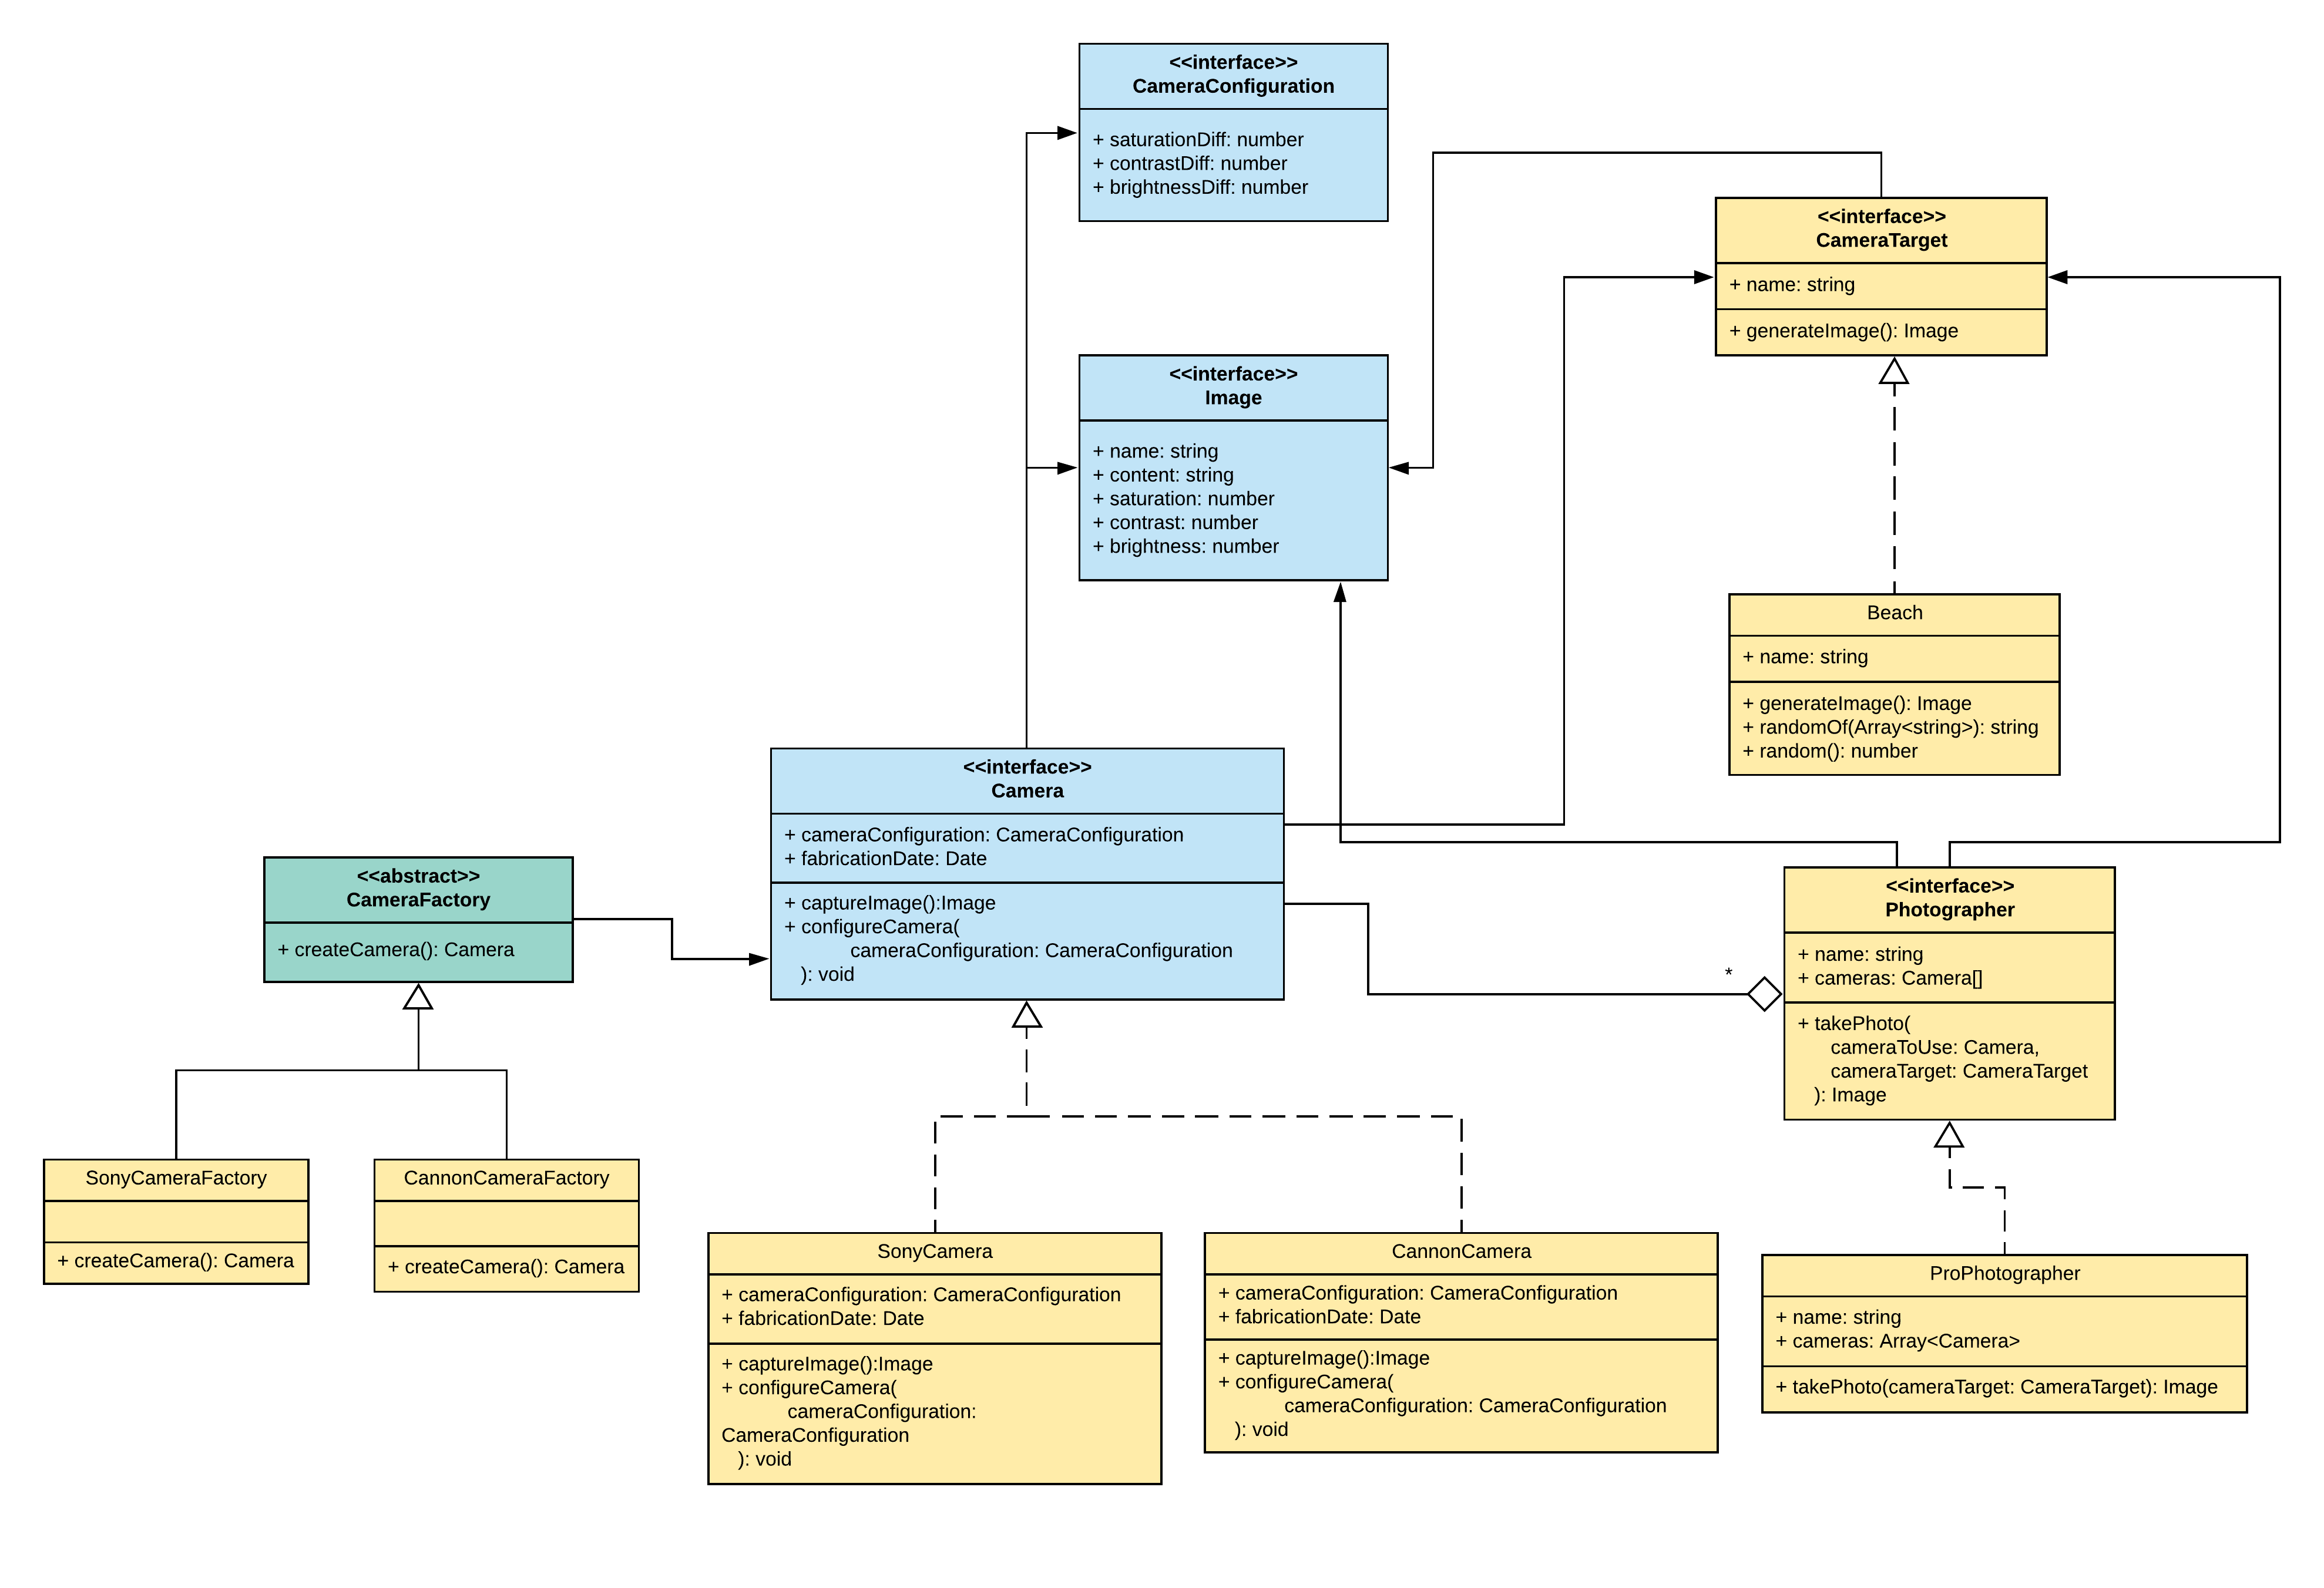 <<interface>>
CameraConfiguration
+ saturationDiff: number
+ contrastDiff: number
+ brightnessDiff: number
<<interface>>
CameraTarget
+ name: string
+ generateImage(): Image
<<interface>>
Image
+ name: string
+ content: string
+ saturation: number
+ contrast: number
+ brightness: number
Beach
+ name: string
+ generateImage(): Image
+ randomOf(Array<string>): string
+ random(): number
<<interface>>
Camera
+ cameraConfiguration: CameraConfiguration
+ fabricationDate: Date
+ captureImage():Image
+ configureCamera(
cameraConfiguration: CameraConfiguration
): void
<<abstract>>
CameraFactory
+ createCamera(): Camera
<<interface>>
Photographer
+ name: string
+ cameras: Camera[]
+ takePhoto(
cameraToUse: Camera,
cameraTarget: CameraTarget
): Image
*
SonyCameraFactory
+ createCamera(): Camera
CannonCameraFactory
+ createCamera(): Camera
SonyCamera
+ cameraConfiguration: CameraConfiguration
+ fabricationDate: Date
+ captureImage():Image
+ configureCamera(
cameraConfiguration:
CameraConfiguration
): void
CannonCamera
+ cameraConfiguration: CameraConfiguration
+ fabricationDate: Date
+ captureImage():Image
+ configureCamera(
cameraConfiguration: CameraConfiguration
): void
ProPhotographer
+ name: string
+ cameras: Array<Camera>
+ takePhoto(cameraTarget: CameraTarget): Image